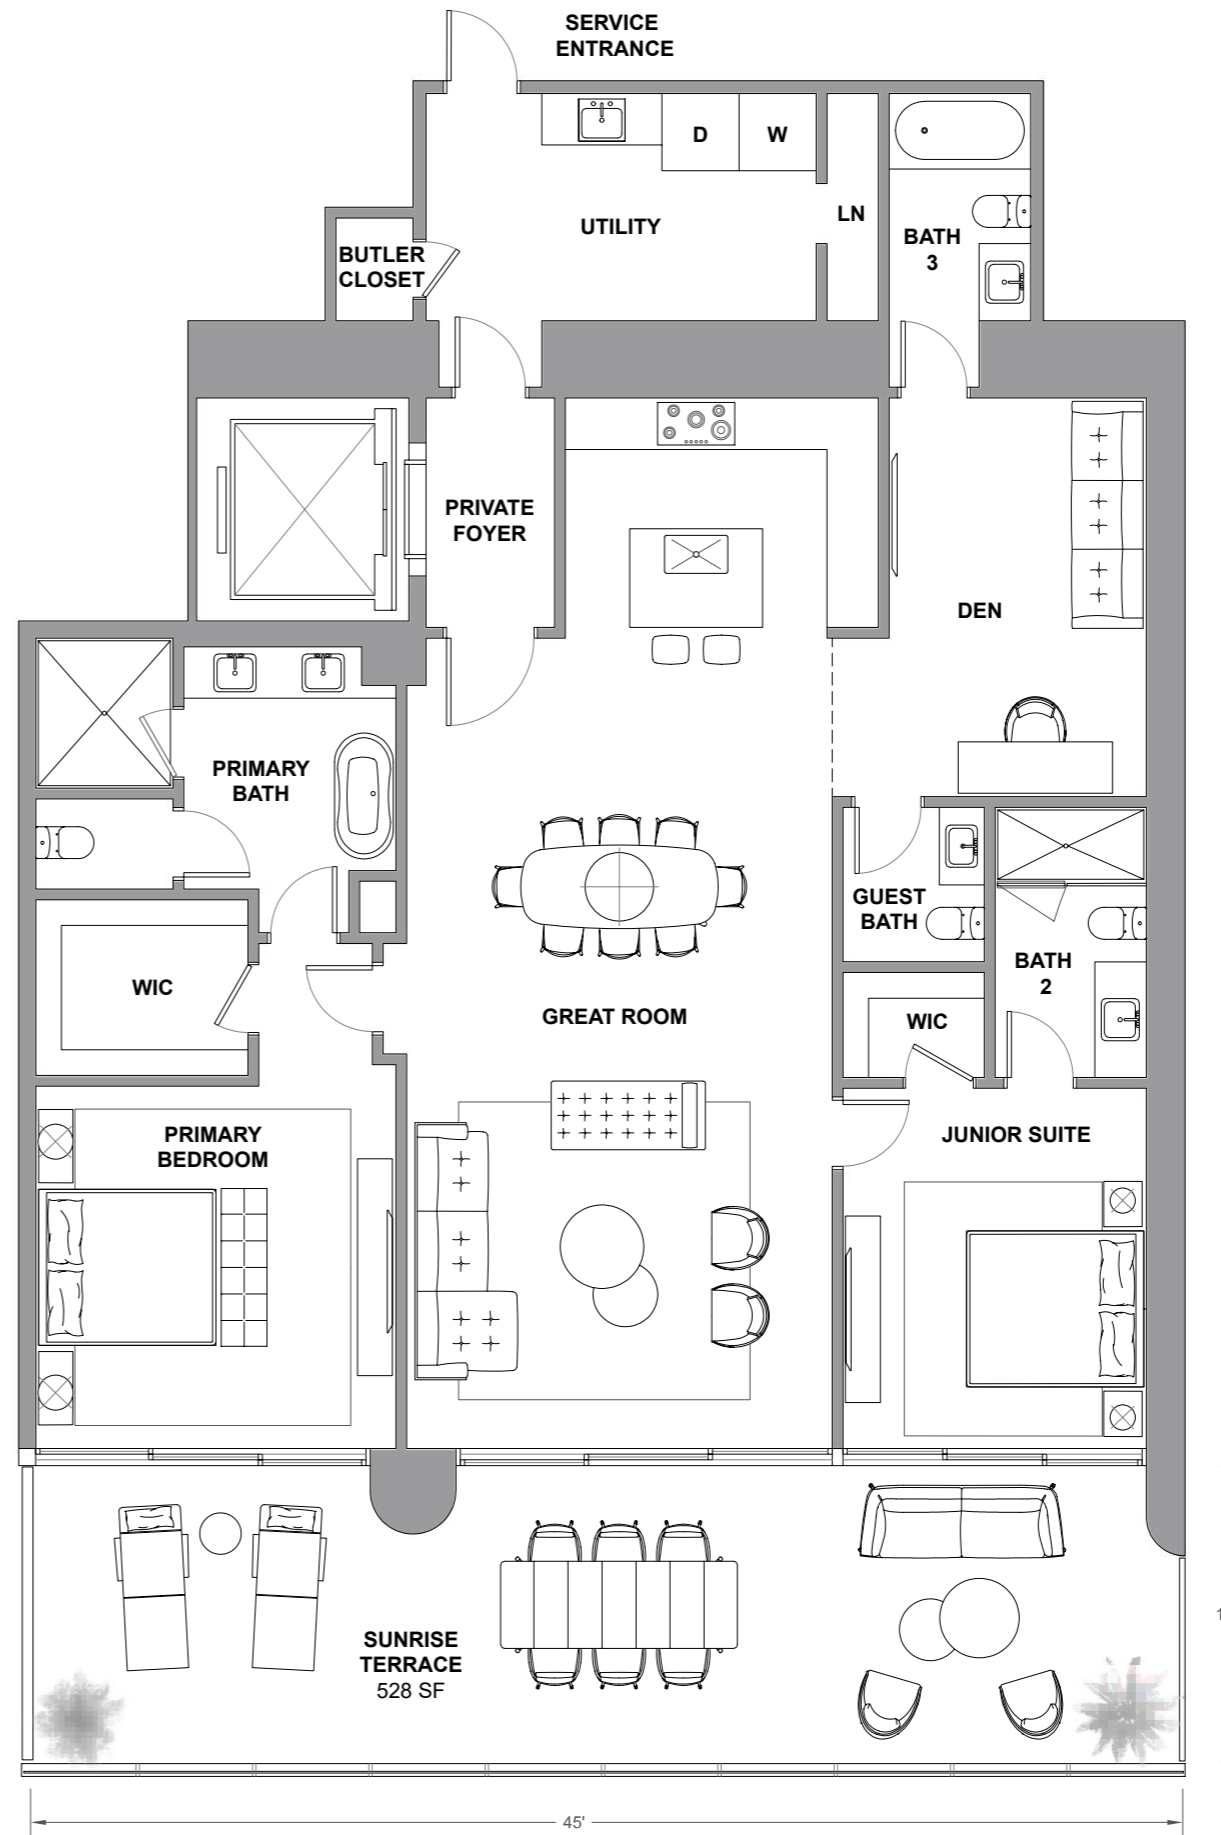 SERVICE
ENTRANCE
D
W
UTILITY
LN
BATH
3
BUTLER
CLOSET
PRIVATE
FOYER
DEN
PRIMARY
BATH
GUEST
BATH
BATH
2
WIC
GREAT ROOM
WIC
PRIMARY
BEDROOM
JUNIOR SUITE
SUNRISE
TERRACE
528 SF
1
45'